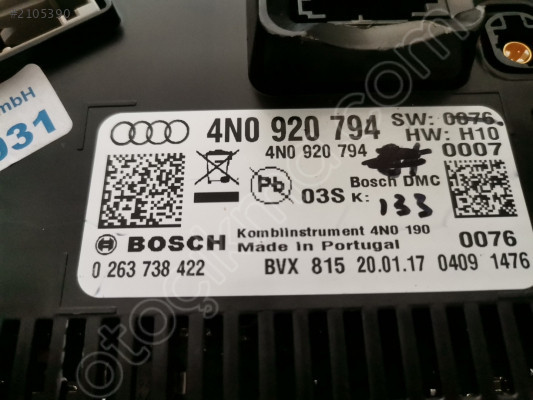 #2105390
mbH
031
4N0 920 794 SW: 0076
4N0 920 794 HW: H10
0007
Pb 03S Bosch DMC
K: 133
BOSCH Kombiinstrument 4N0 190
Made in Portugal 0076
0 263 738 422 BVX 815 20.01.17 0409 1476